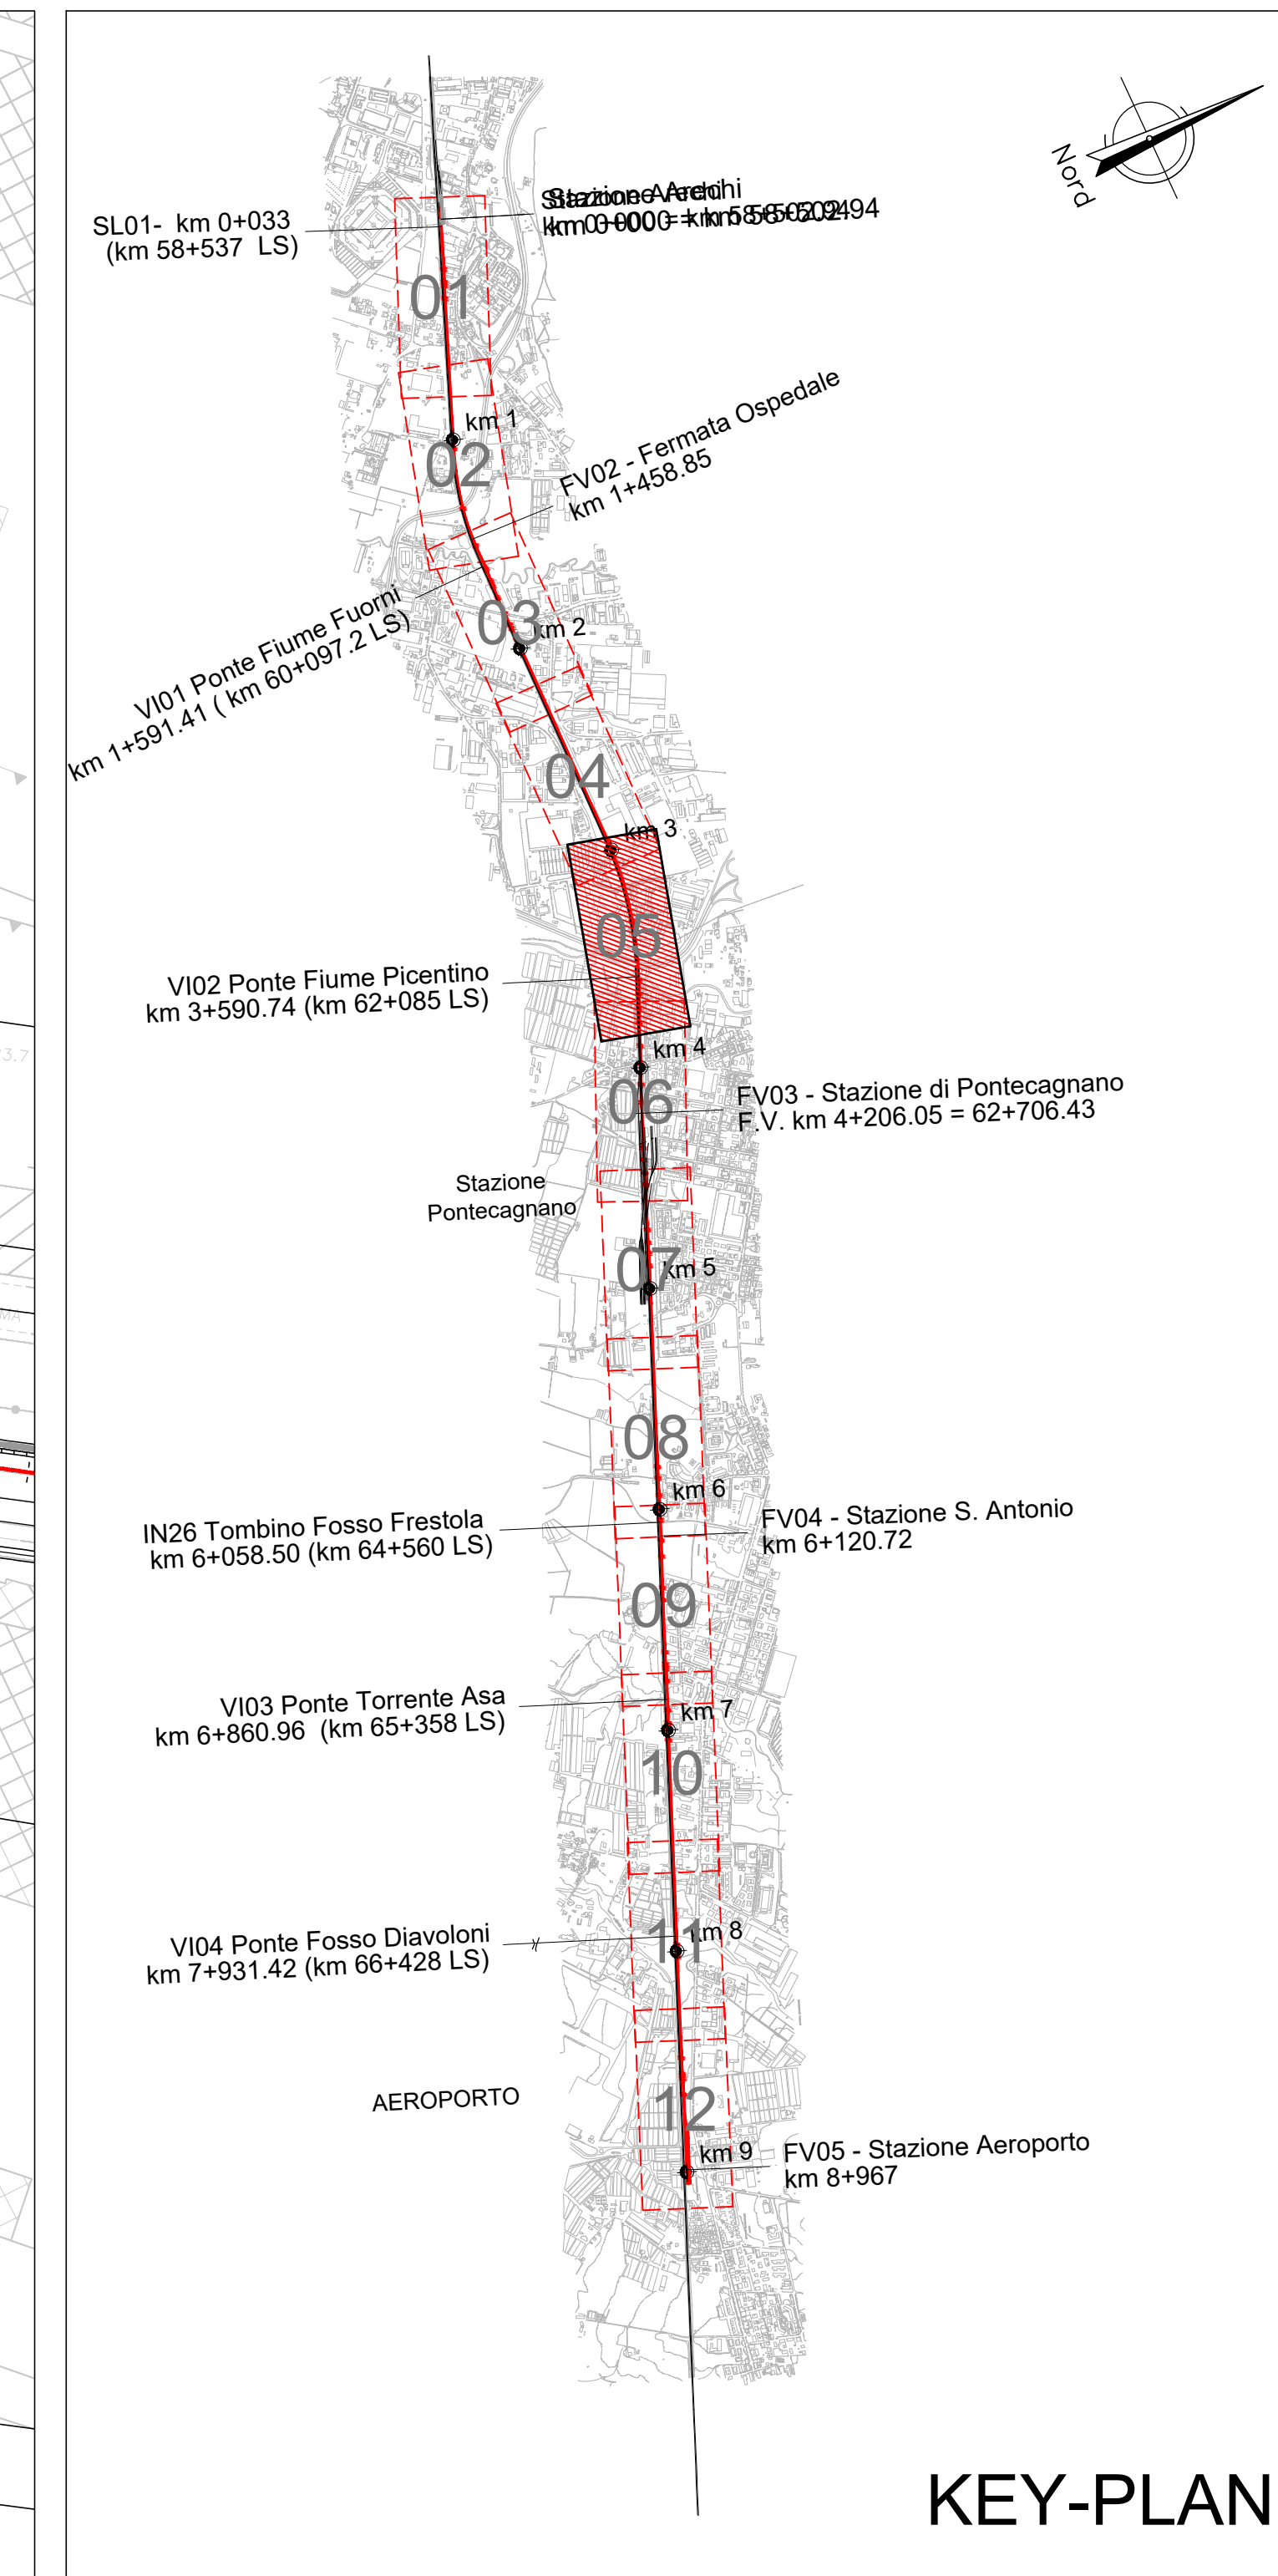 Nord
Stazione Arechi
SL01- km 0+033
(km 58+537 LS)
01
km 1
02
FV02 - Fermata Ospedale
km 1+458.85
VI01 Ponte Fiume Fuorni
km 1+591.41 ( km 60+097.2 LS)
03
km 2
04
km 3
05
VI02 Ponte Fiume Picentino
km 3+590.74 (km 62+085 LS)
km 4
06
FV03 - Stazione di Pontecagnano
F.V. km 4+206.05 = 62+706.43
Stazione
Pontecagnano
07
km 5
08
km 6
IN26 Tombino Fosso Frestola
km 6+058.50 (km 64+560 LS)
FV04 - Stazione S. Antonio
km 6+120.72
09
VI03 Ponte Torrente Asa
km 6+860.96 (km 65+358 LS)
km 7
10
VI04 Ponte Fosso Diavoloni
km 7+931.42 (km 66+428 LS)
11
km 8
AEROPORTO
12
km 9
FV05 - Stazione Aeroporto
km 8+967
KEY-PLAN